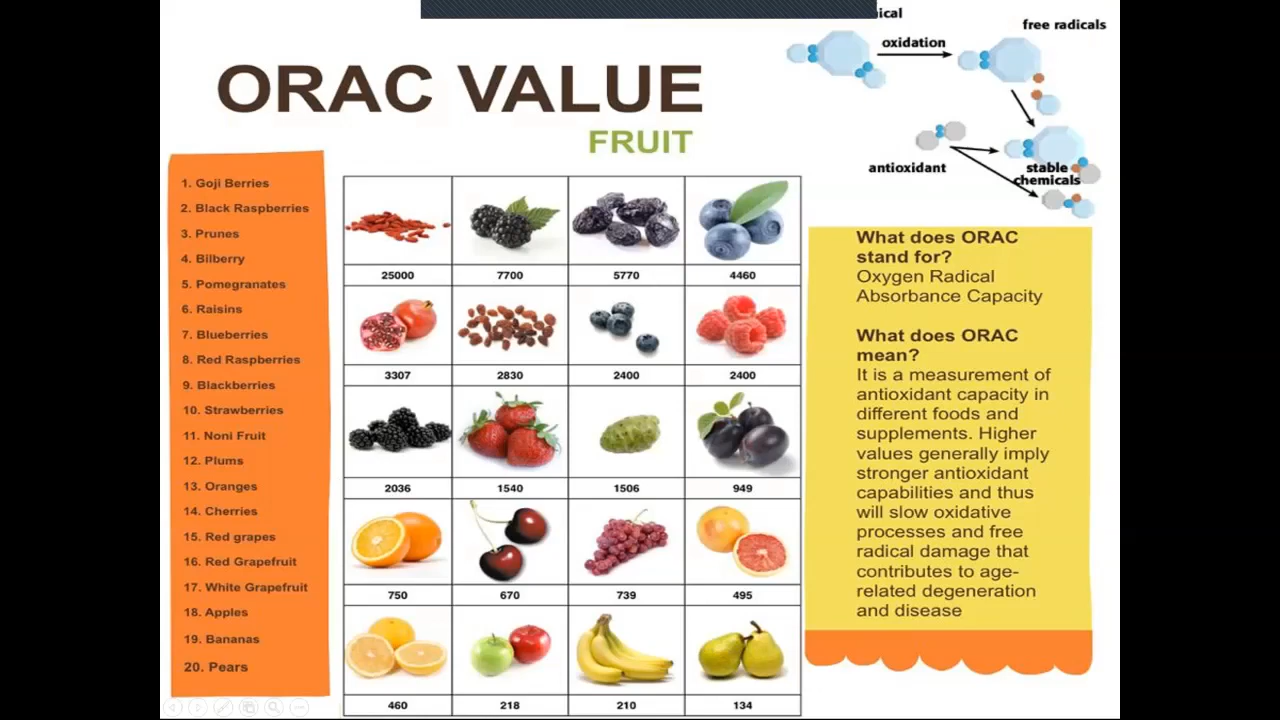 ical
free radicals
oxidation
antioxidant
stable
chemicals
ORAC VALUE
FRUIT
1. Goji Berries
2. Black Raspberries
3. Prunes
4. Bilberry
5. Pomegranates
6. Raisins
7. Blueberries
8. Red Raspberries
9. Blackberries
10. Strawberries
11. Noni Fruit
12. Plums
13. Oranges
14. Cherries
15. Red grapes
16. Red Grapefruit
17. White Grapefruit
18. Apples
19. Bananas
20. Pears
25000 7700 5770 4460
3307 2830 2400 2400
2036 1540 1506 949
750 670 739 495
460 218 210 134
What does ORAC
stand for?
Oxygen Radical
Absorbance Capacity
What does ORAC
mean?
It is a measurement of
antioxidant capacity in
different foods and
supplements. Higher
values generally imply
stronger antioxidant
capabilities and thus
will slow oxidative
processes and free
radical damage that
contributes to age-
related degeneration
and disease